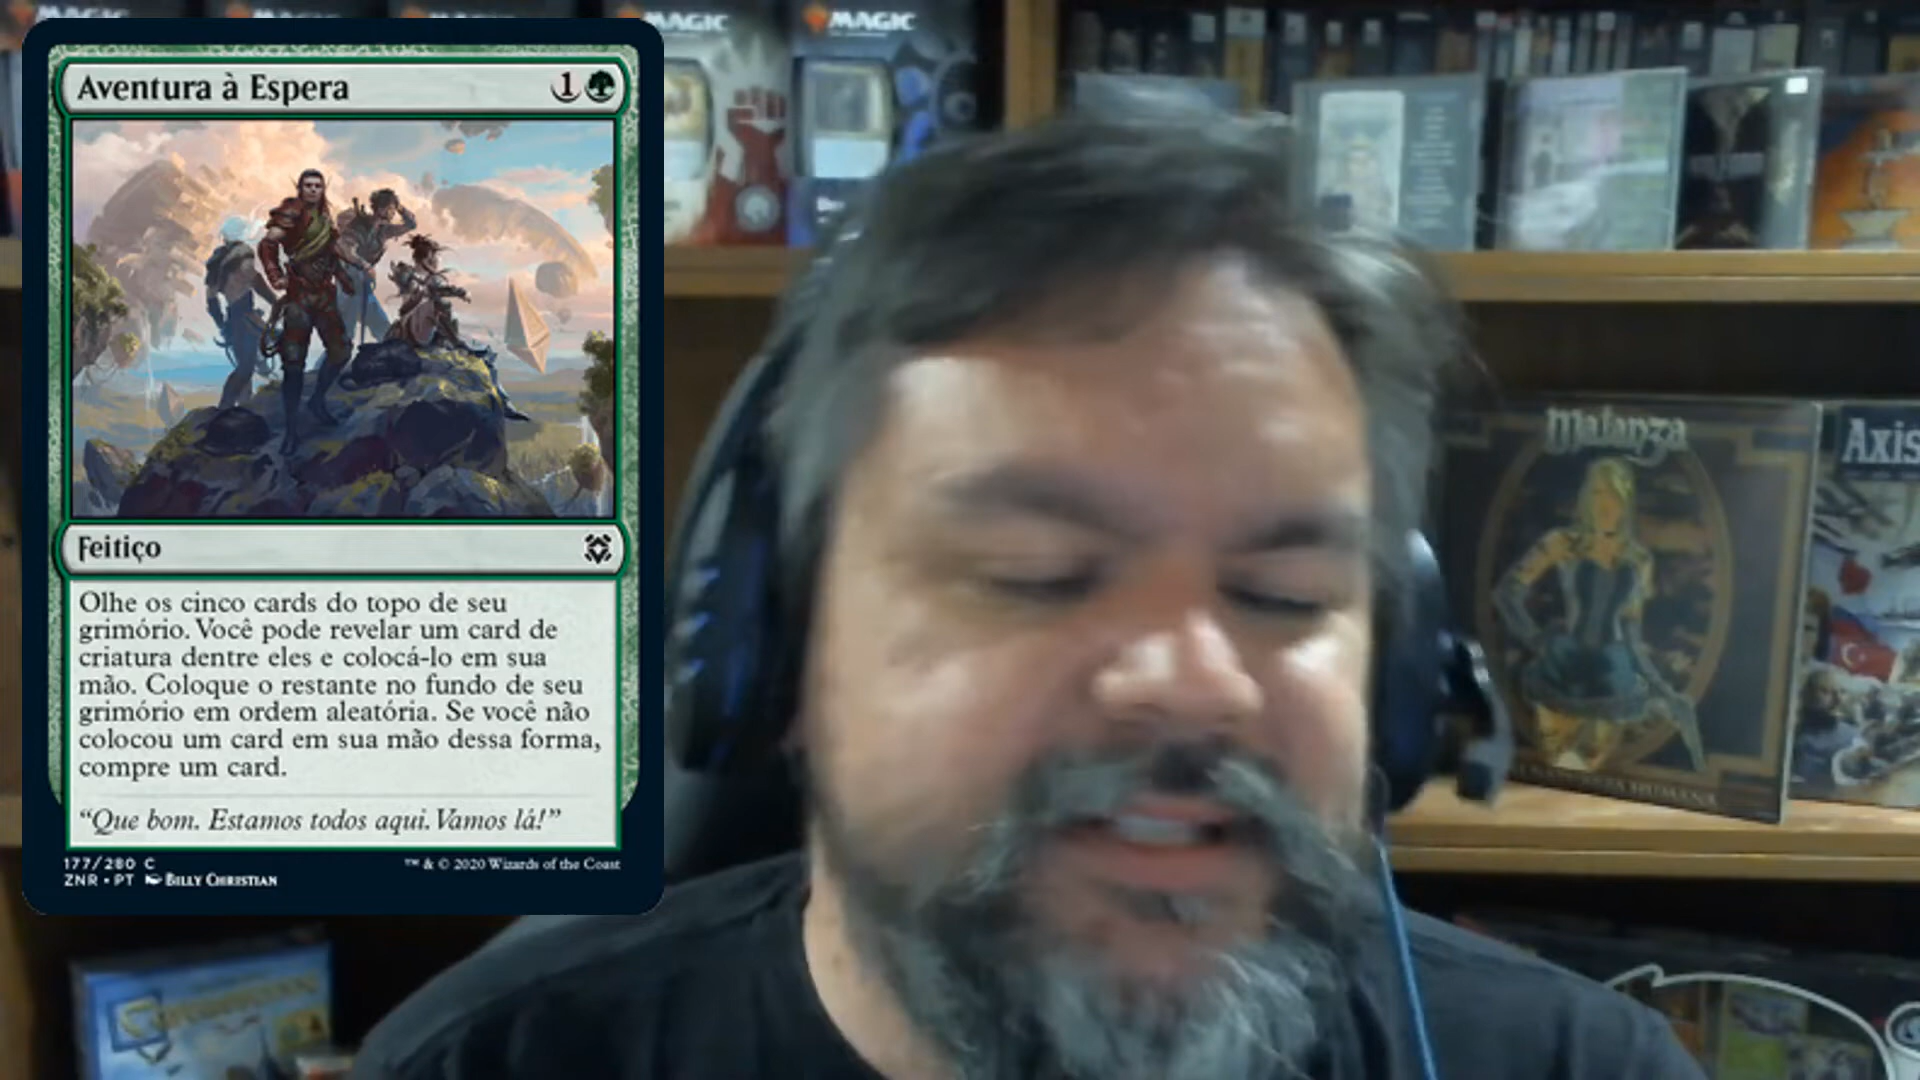 MAGIC
MAGIC
MAGIC
Aventura à Espera
1
Feitiço
Olhe os cinco cards do topo de seu
grimório. Você pode revelar um card de
criatura dentre eles e colocá-lo em sua
mão. Coloque o restante no fundo de seu
grimório em ordem aleatória. Se você não
colocou um card em sua mão dessa forma,
compre um card.
“Que bom. Estamos todos aqui. Vamos lá!”
177/280 C
™ & © 2020 Wizards of the Coast
ZNR • PT Billy Christian
Matanza
Axis